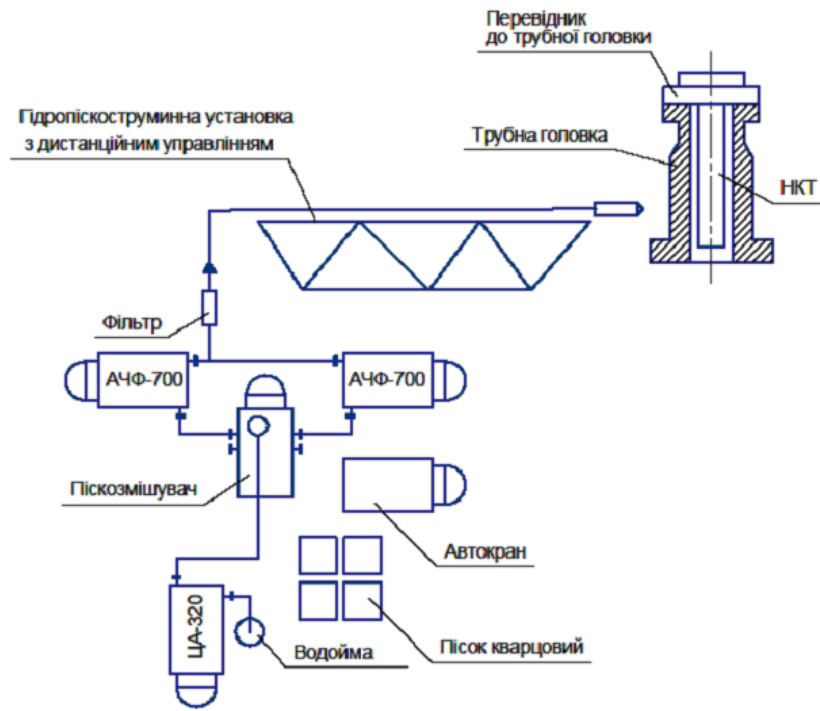 Перевідник
до трубної головки
Гідропіскоструминна установка
з дистанційним управлінням
Трубна головка
НКТ
Фільтр
АЧФ-700
АЧФ-700
Піскозмішувач
Автокран
ЦА-320
Водойма
Пісок кварцовий